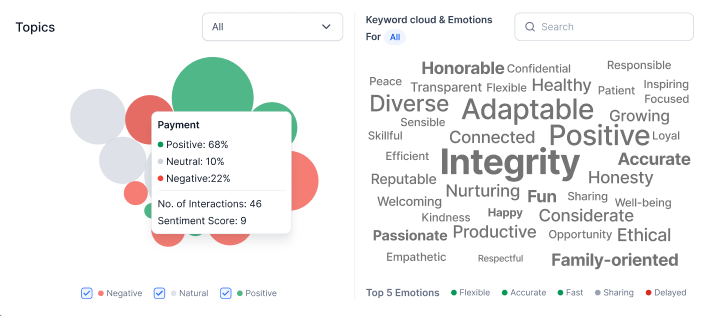 Topics
All
Payment
Positive: 68%
Neutral: 10%
Negative:22%
No. of Interactions: 46
Sentiment Score: 9
Negative
Natural
Positive
Keyword cloud & Emotions
For All
Search
Honorable Confidential Responsible
Peace Transparent Flexible Healthy Patient Inspiring
Diverse Adaptable Focused
Sensible Growing
Skillful Connected Positive Loyal
Efficient Integrity Accurate
Reputable Nurturing Honesty
Welcoming Fun Sharing Well-being
Kindness Happy Considerate
Passionate Productive Opportunity Ethical
Empathetic Respectful Family-oriented
Top 5 Emotions Flexible Accurate Fast Sharing Delayed